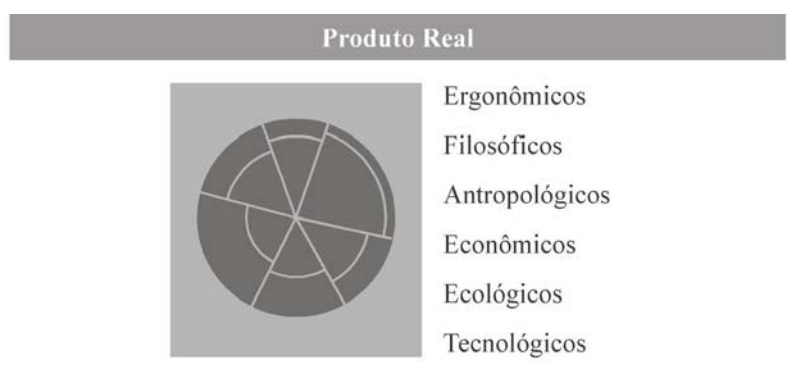 Produto Real
Ergonômicos
Filosóficos
Antropológicos
Econômicos
Ecológicos
Tecnológicos